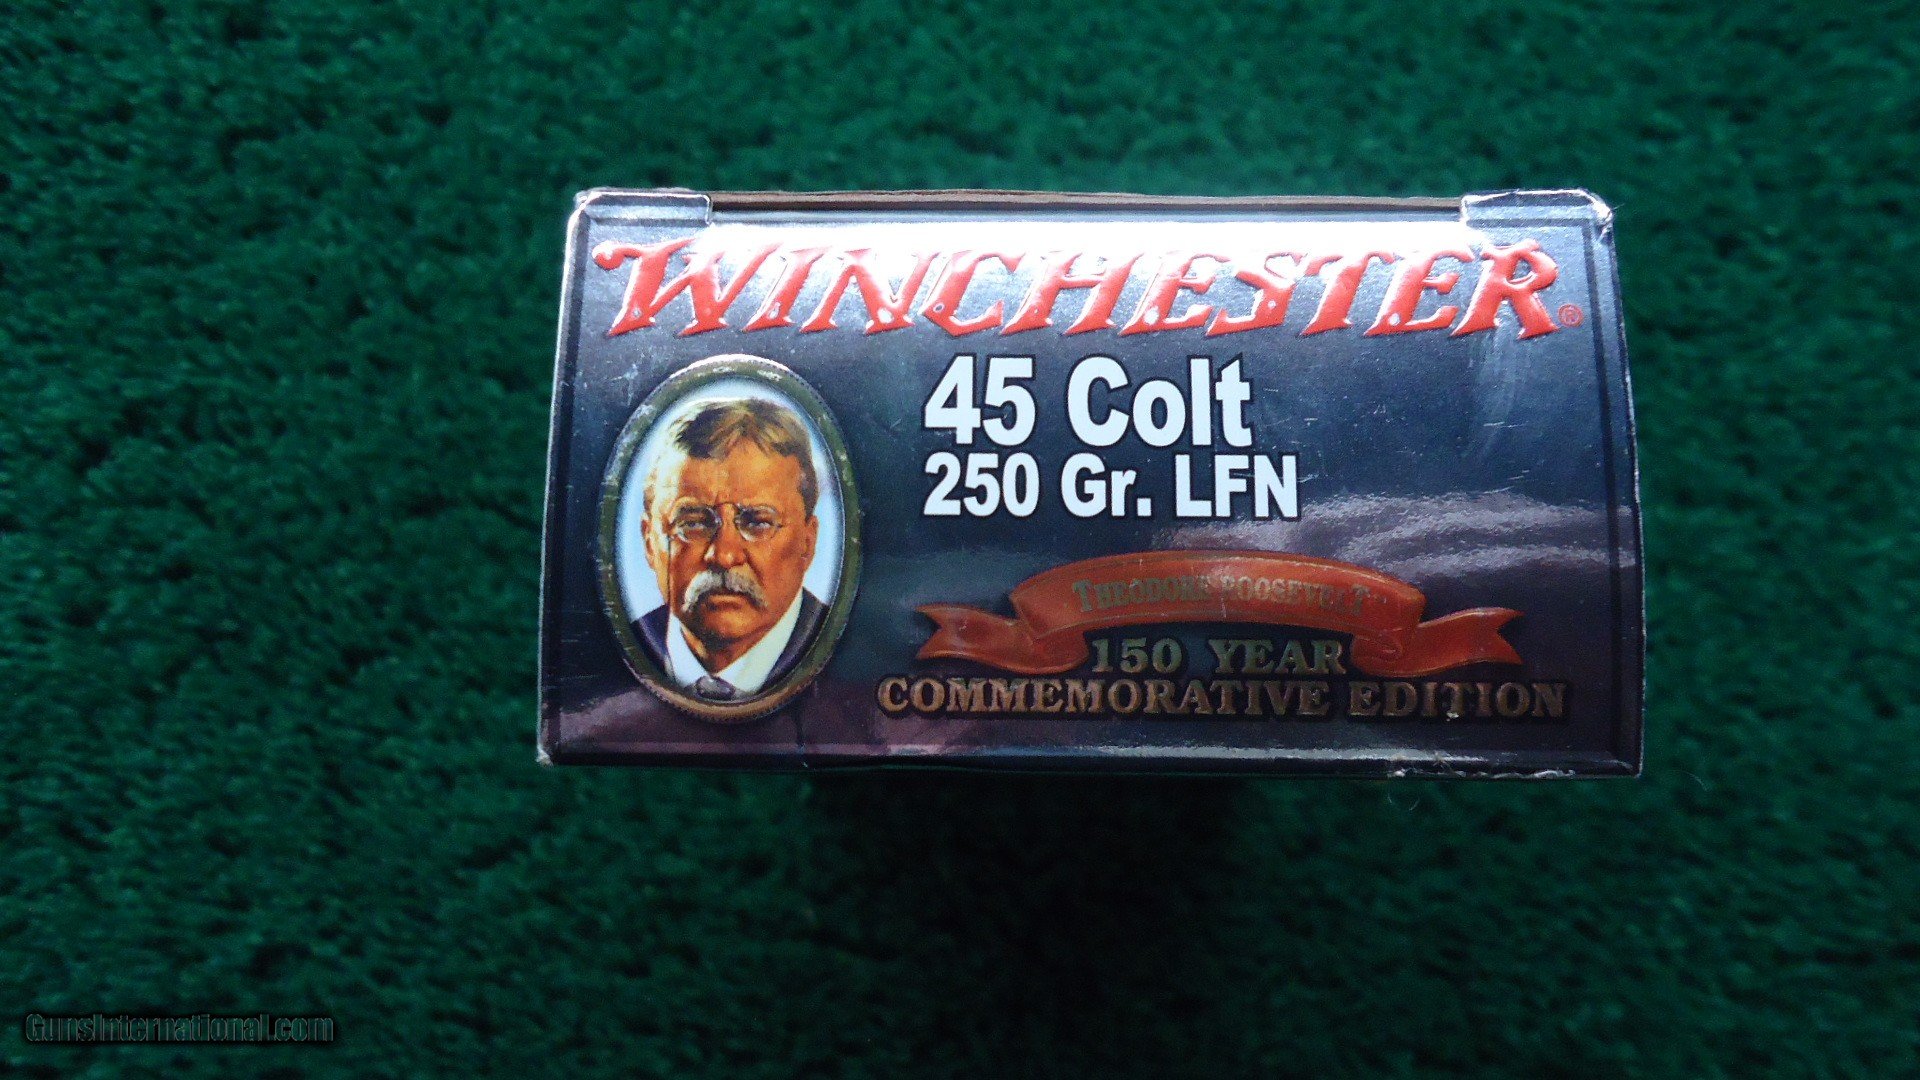 WINCHESTER®
45 Colt
250 Gr. LFN
THEODORE ROOSEVELT
150 YEAR
COMMEMORATIVE EDITION
GunsInternational.com